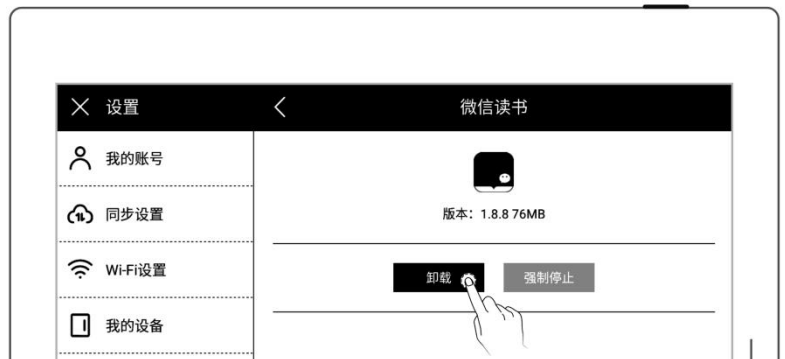 设置
微信读书
我的账号
同步设置
Wi-Fi设置
我的设备
版本：1.8.8 76MB
卸载
强制停止